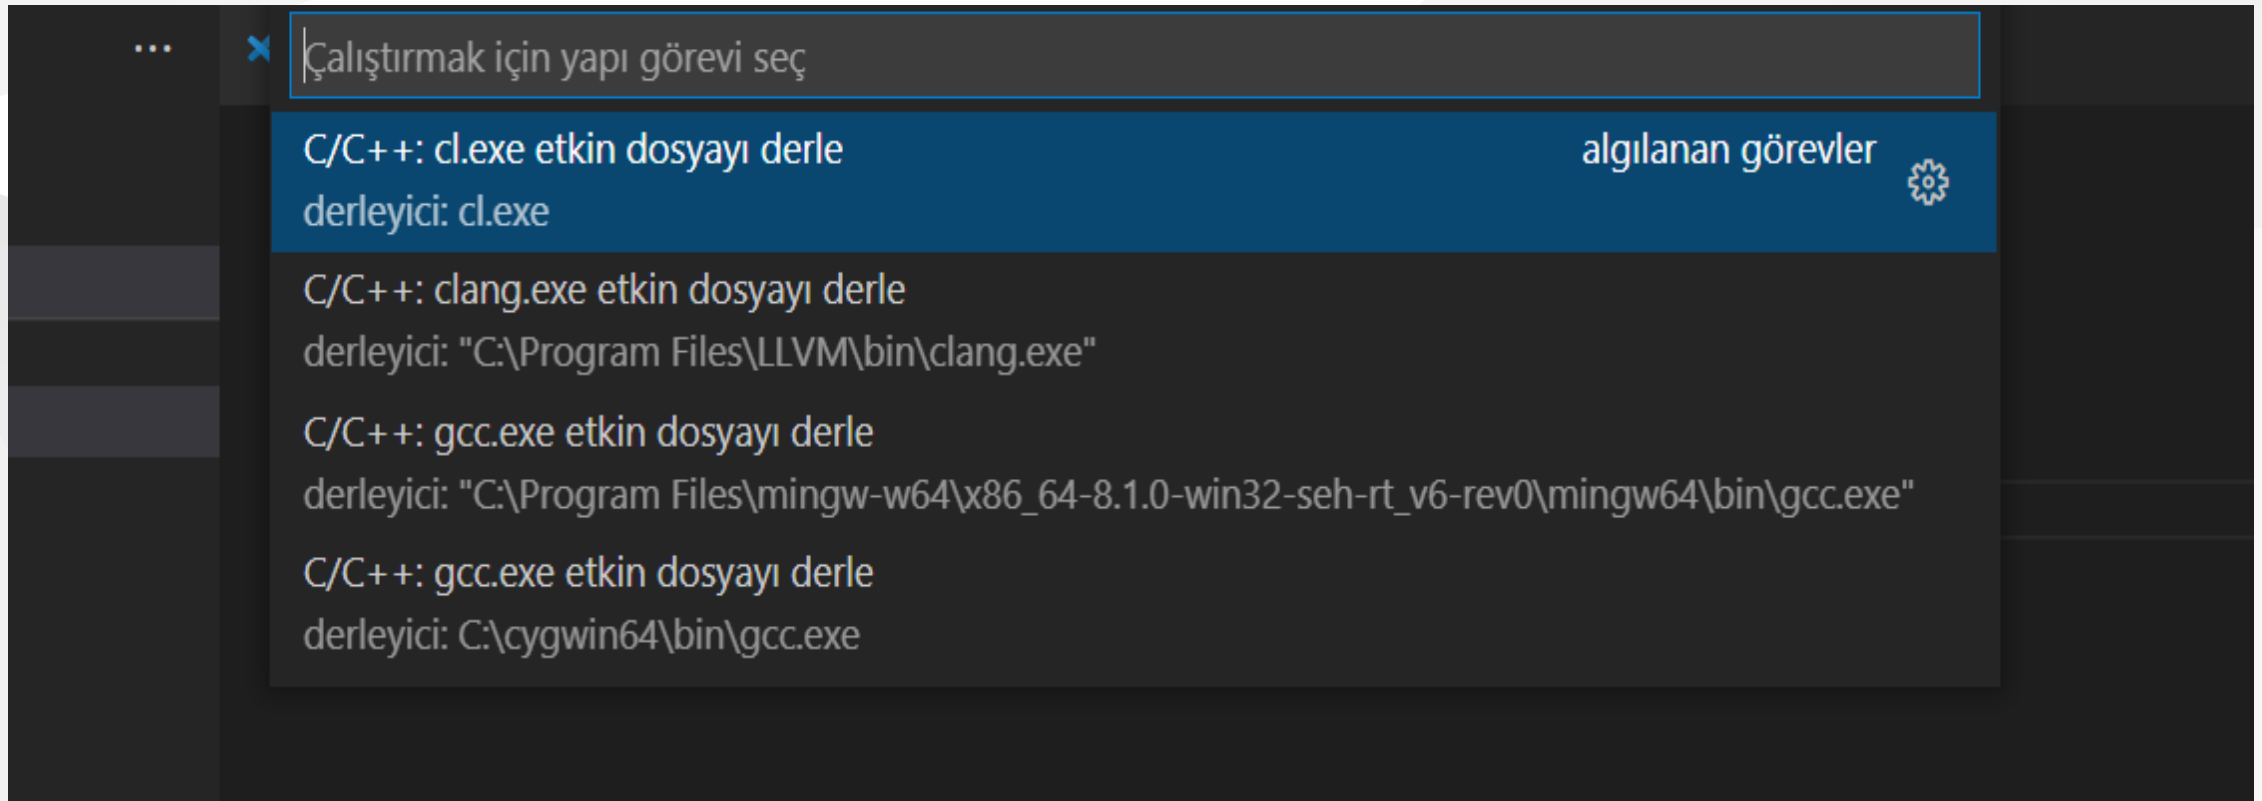 Çalıştırmak için yapı görevi seç
C/C++: cl.exe etkin dosyayı derle algılanan görevler
derleyici: cl.exe
C/C++: clang.exe etkin dosyayı derle
derleyici: "C:\Program Files\LLVM\bin\clang.exe"
C/C++: gcc.exe etkin dosyayı derle
derleyici: "C:\Program Files\mingw-w64\x86_64-8.1.0-win32-seh-rt_v6-rev0\mingw64\bin\gcc.exe"
C/C++: gcc.exe etkin dosyayı derle
derleyici: C:\cygwin64\bin\gcc.exe